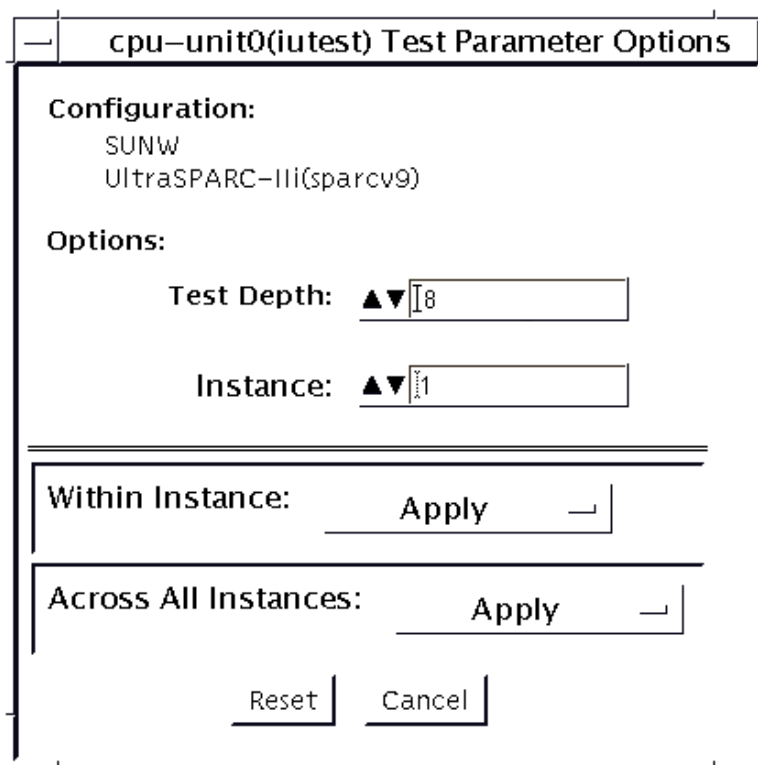 cpu–unit0(iutest) Test Parameter Options
Configuration:
SUNW
UltraSPARC–IIi(sparcv9)
Options:
Test Depth: 8
Instance: 1
Within Instance: Apply
Across All Instances: Apply
Reset Cancel